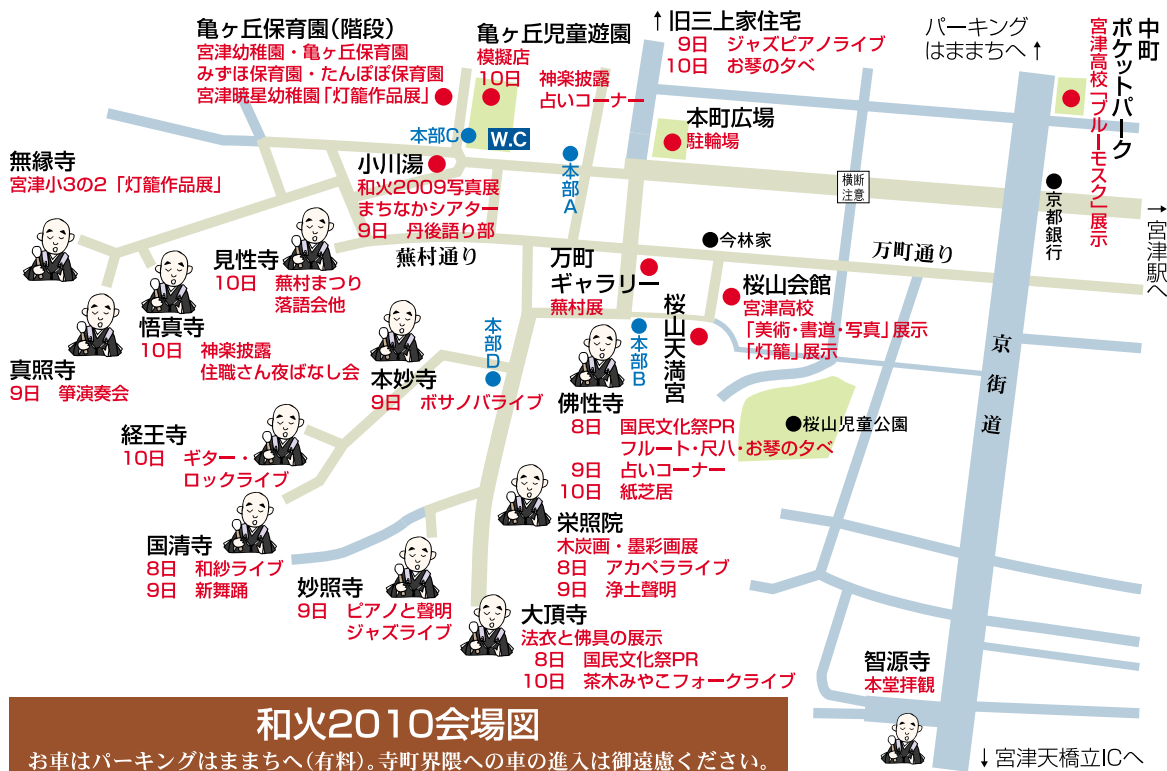 亀ヶ丘保育園(階段)
宮津幼稚園・亀ヶ丘保育園
みずほ保育園・たんぽぽ保育園
宮津暁星幼稚園「灯籠作品展」
亀ヶ丘児童遊園
模擬店
10日 神楽披露
占いコーナー
↑旧三上家住宅
9日 ジャズピアノライブ
10日 お琴の夕べ
パーキング
はままちへ↑
中町
ポケットパーク
宮津高校「ブルーモスク」展示
本部C
W.C
本部A
本町広場
駐輪場
横断
注意
京都銀行
→宮津駅へ
無縁寺
宮津小3の2「灯籠作品展」
小川湯
和火2009写真展
まちなかシアター
9日 丹後語り部
見性寺
10日 蕪村まつり
落語会他
蕪村通り
今林家
万町通り
万町
ギャラリー
蕪村展
桜山会館
宮津高校
「美術・書道・写真」展示
「灯籠」展示
桜山天満宮
本部B
本部D
京街道
悟真寺
10日 神楽披露
住職さん夜ばなし会
真照寺
9日 箏演奏会
本妙寺
9日 ボサノバライブ
佛性寺
8日 国民文化祭PR
フルート・尺八・お琴の夕べ
9日 占いコーナー
10日 紙芝居
桜山児童公園
経王寺
10日 ギター・
ロックライブ
国清寺
8日 和紗ライブ
9日 新舞踊
栄照院
木炭画・墨彩画展
8日 アカペラライブ
9日 浄土聲明
妙照寺
9日 ピアノと聲明
ジャズライブ
大頂寺
法衣と佛具の展示
8日 国民文化祭PR
10日 茶木みやこフォークライブ
智源寺
本堂拝観
↓宮津天橋立ICへ
和火2010会場図
お車はパーキングはままちへ(有料)。寺町界隈への車の進入は御遠慮ください。